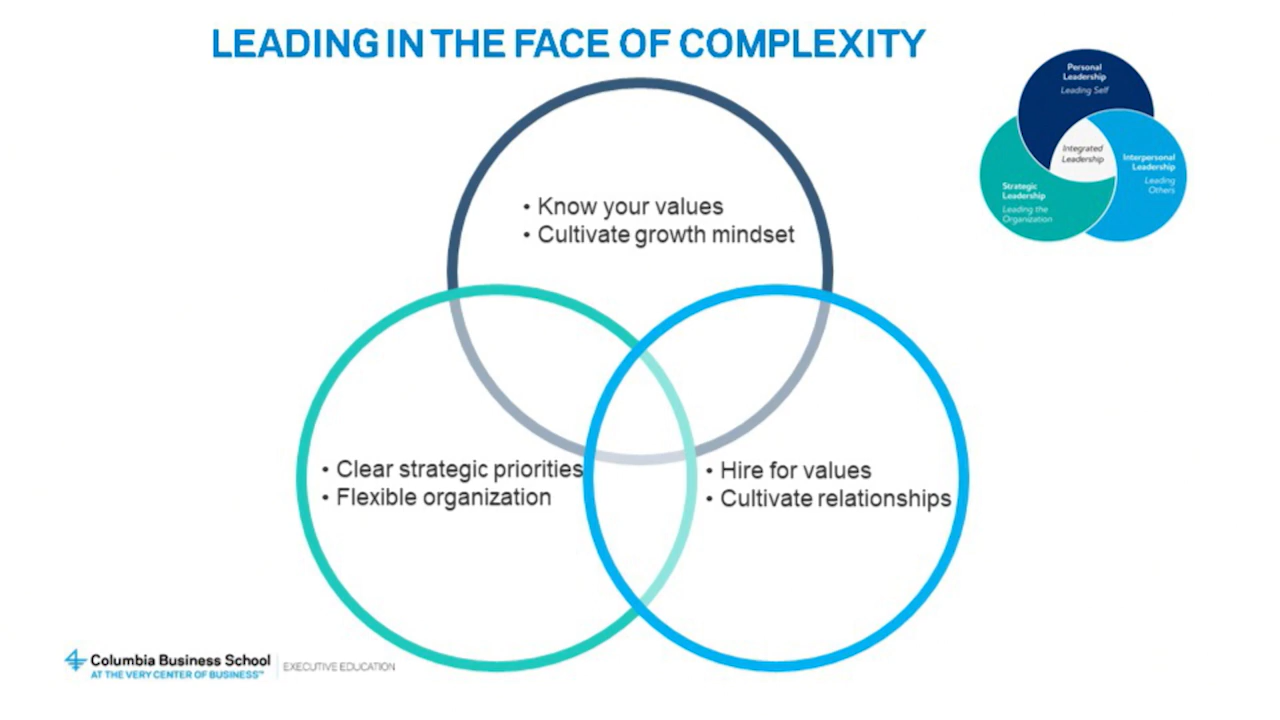 LEADING IN THE FACE OF COMPLEXITY
Personal
Leadership
Leading Self
Integrated
Leadership
Interpersonal
Leadership
Leading
Others
Strategic
Leadership
Leading the
Organization
• Know your values
• Cultivate growth mindset
• Clear strategic priorities
• Flexible organization
• Hire for values
• Cultivate relationships
Columbia Business School
AT THE VERY CENTER OF BUSINESS™
EXECUTIVE EDUCATION